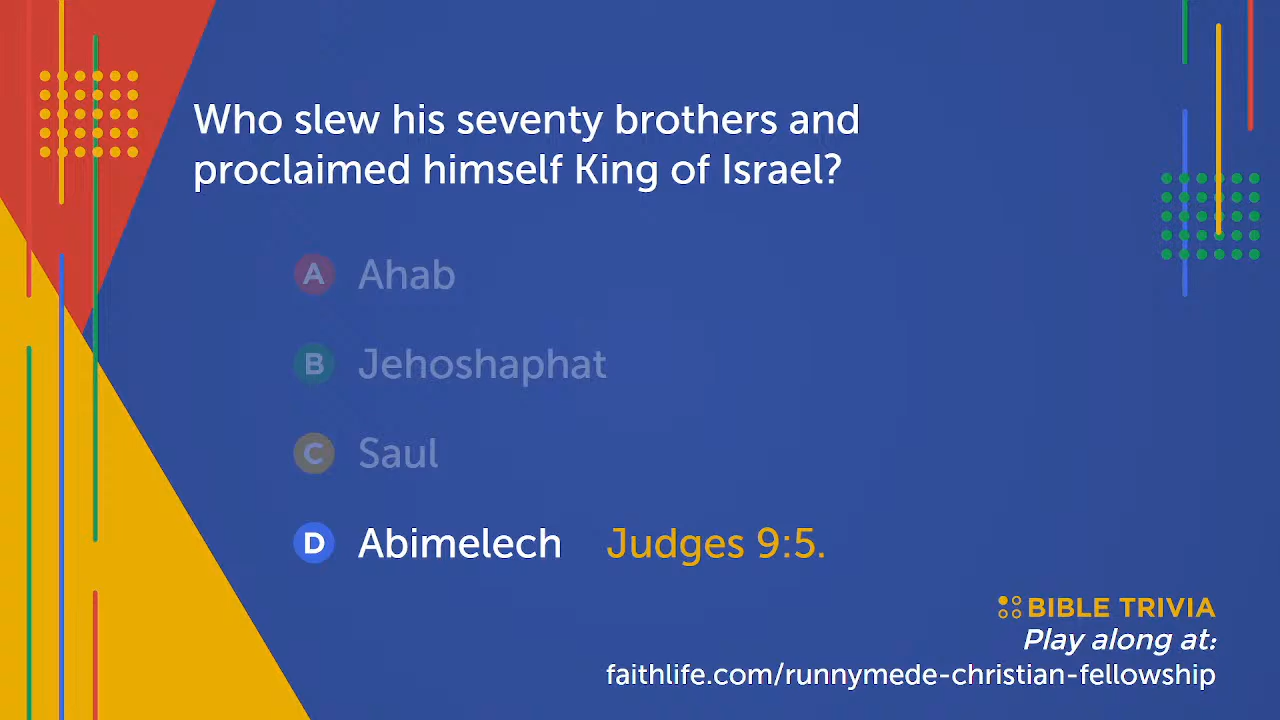 Who slew his seventy brothers and
proclaimed himself King of Israel?
A Ahab
B Jehoshaphat
C Saul
D Abimelech Judges 9:5.
BIBLE TRIVIA
Play along at:
faithlife.com/runnymede-christian-fellowship